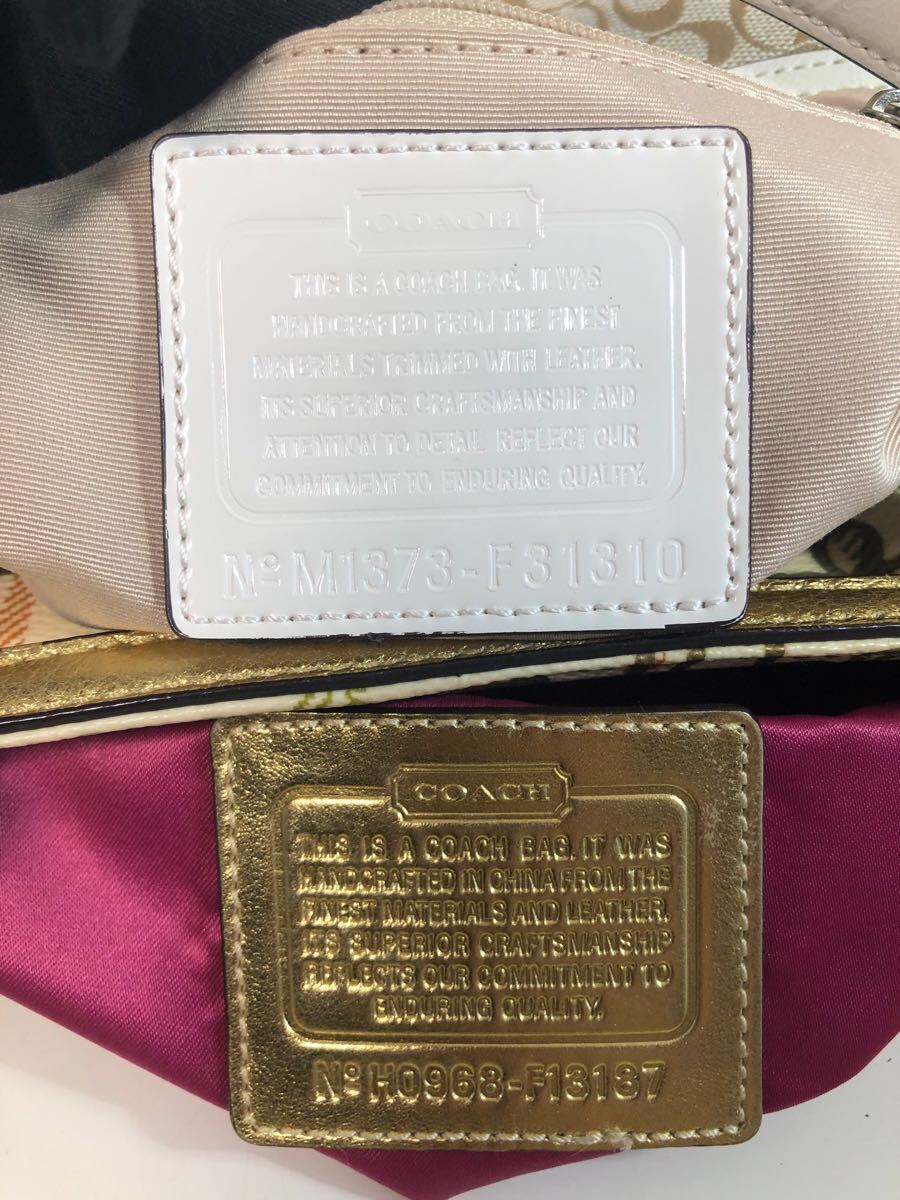 COACH
THIS IS A COACH BAG. IT WAS
HANDCRAFTED FROM THE FINEST
MATERIALS TRIMMED WITH LEATHER.
ITS SUPERIOR CRAFTSMANSHIP AND
ATTENTION TO DETAIL REFLECT OUR
COMMITMENT TO ENDURING QUALITY.
Nº M1373-F31310
COACH
THIS IS A COACH BAG. IT WAS
HANDCRAFTED IN CHINA FROM THE
FINEST MATERIALS AND LEATHER.
ITS SUPERIOR CRAFTSMANSHIP
REFLECTS OUR COMMITMENT TO
ENDURING QUALITY.
Nº H0968-F13187